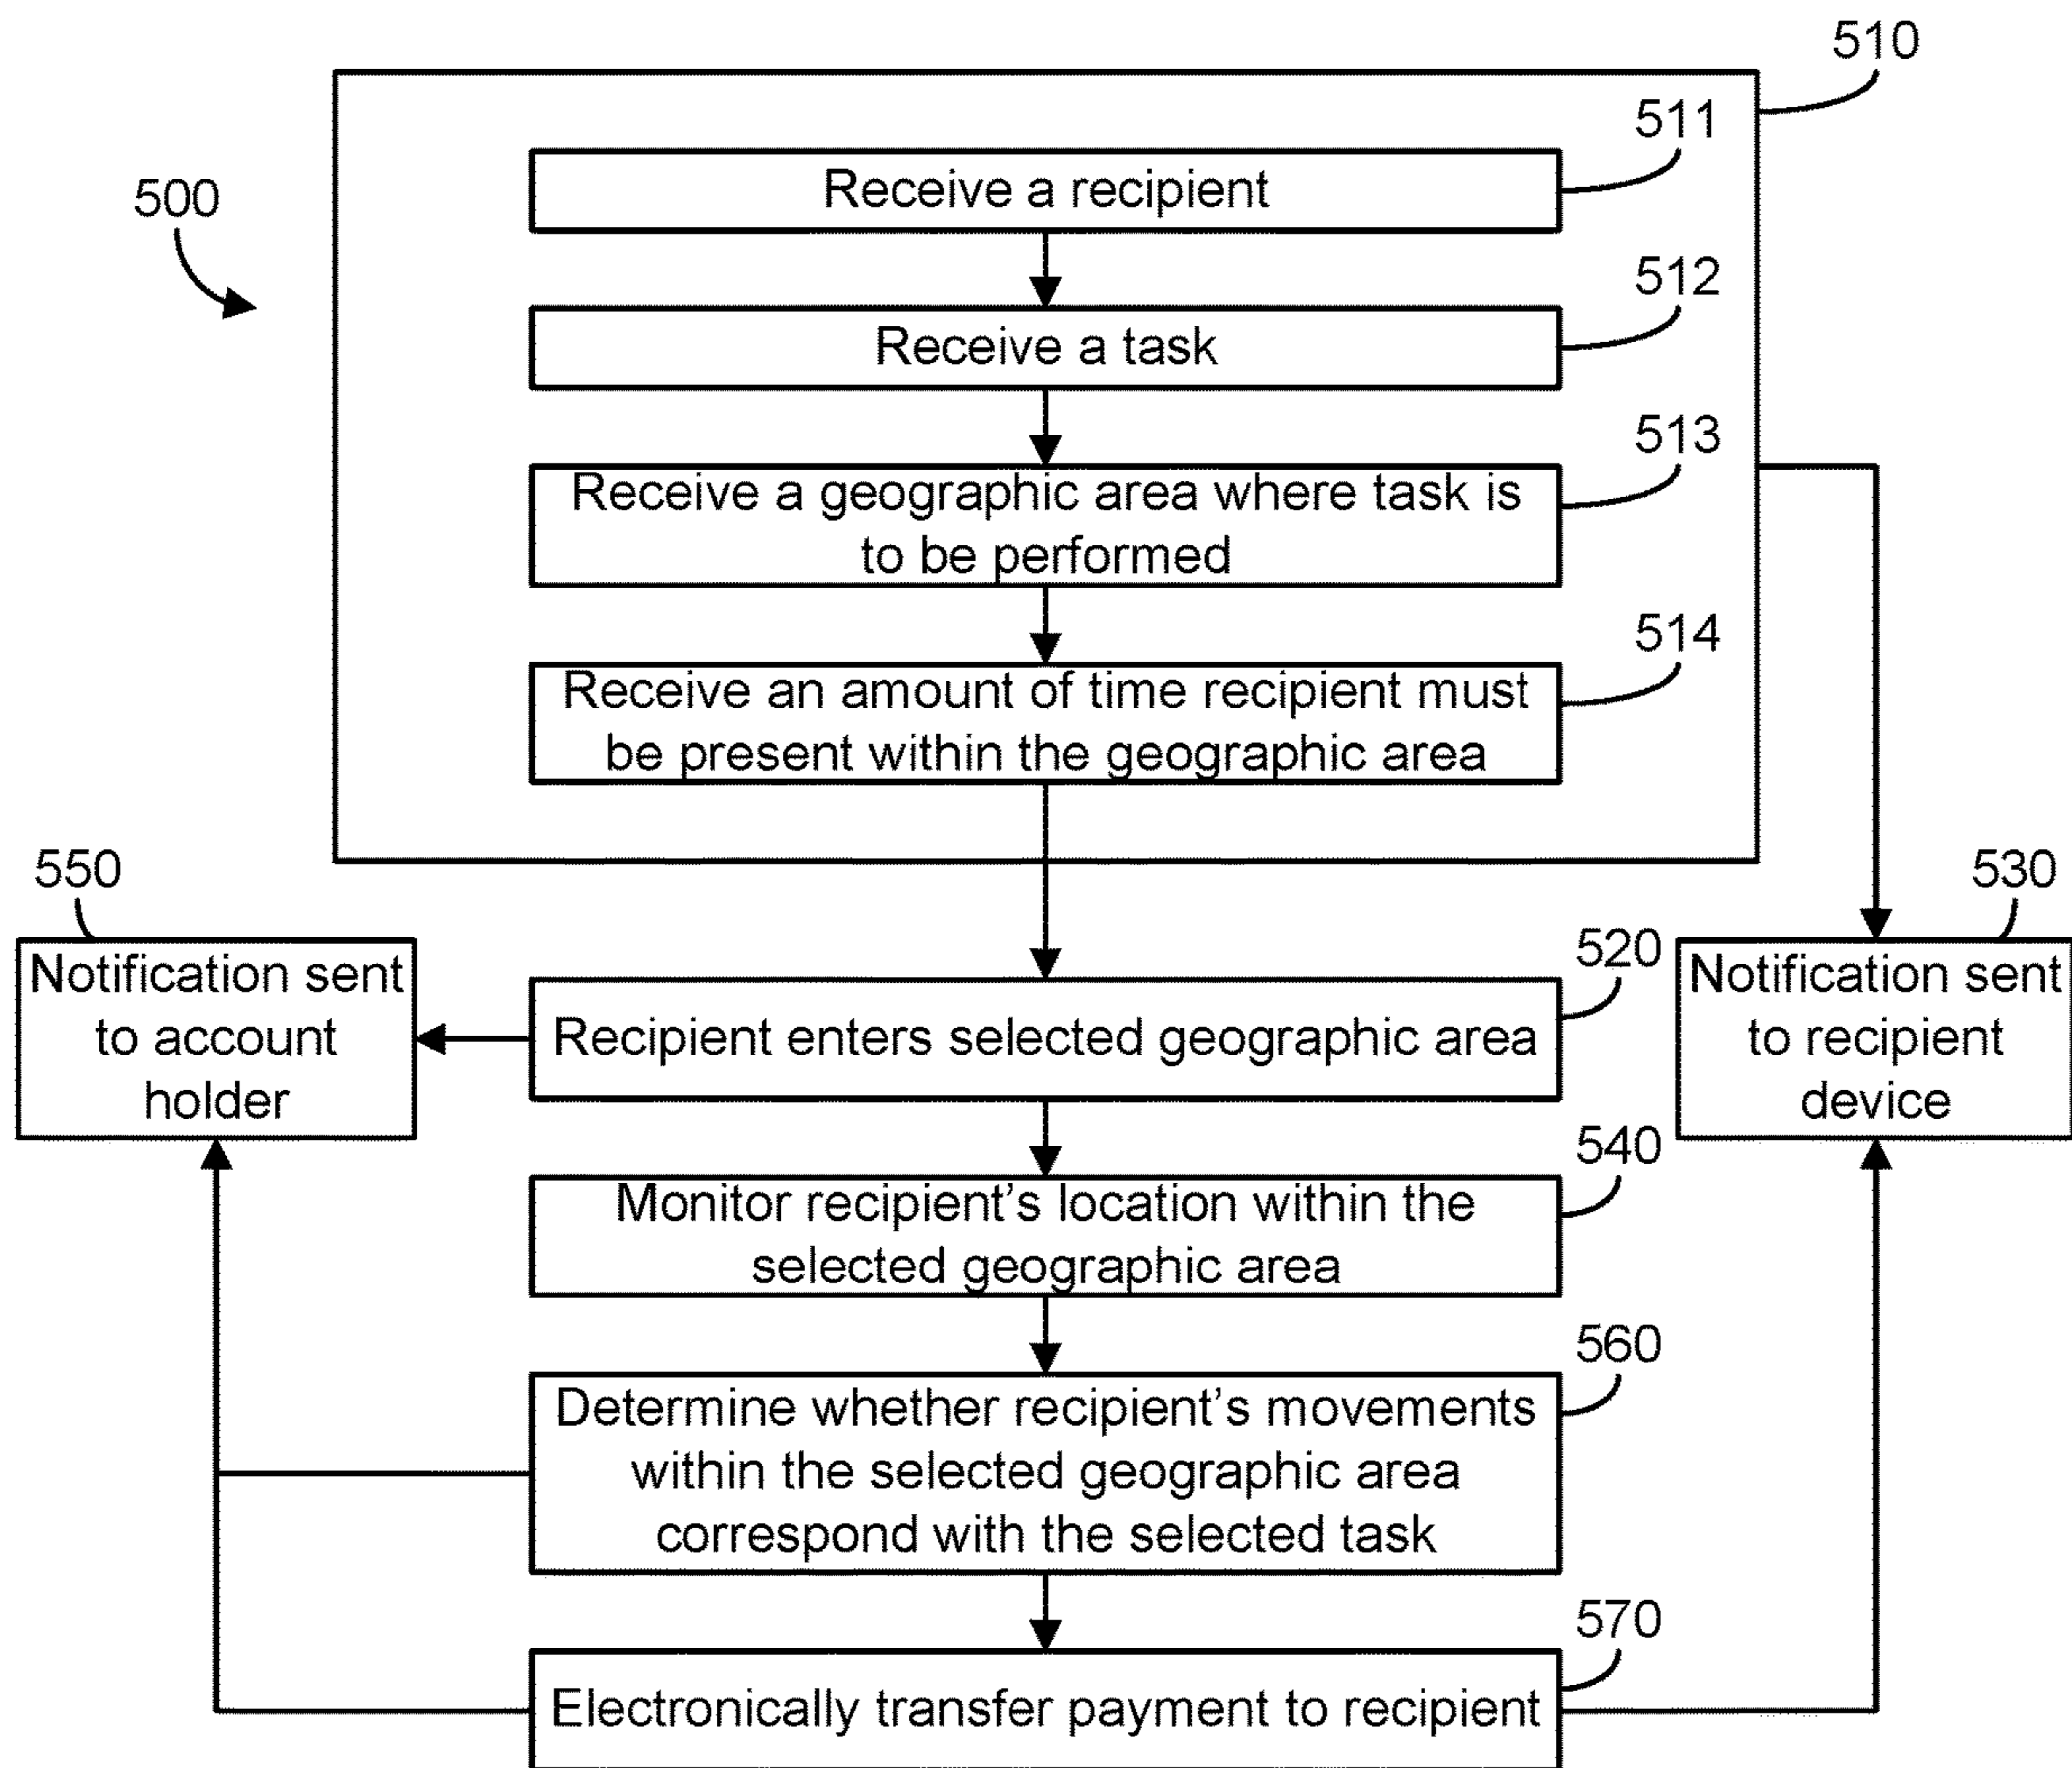 510
511
Receive a recipient
500
512
Receive a task
513
Receive a geographic area where task is
to be performed
514
Receive an amount of time recipient must
be present within the geographic area
550
Notification sent
to account
holder
520
Recipient enters selected geographic area
530
Notification sent
to recipient
device
540
Monitor recipient’s location within the
selected geographic area
560
Determine whether recipient’s movements
within the selected geographic area
correspond with the selected task
570
Electronically transfer payment to recipient